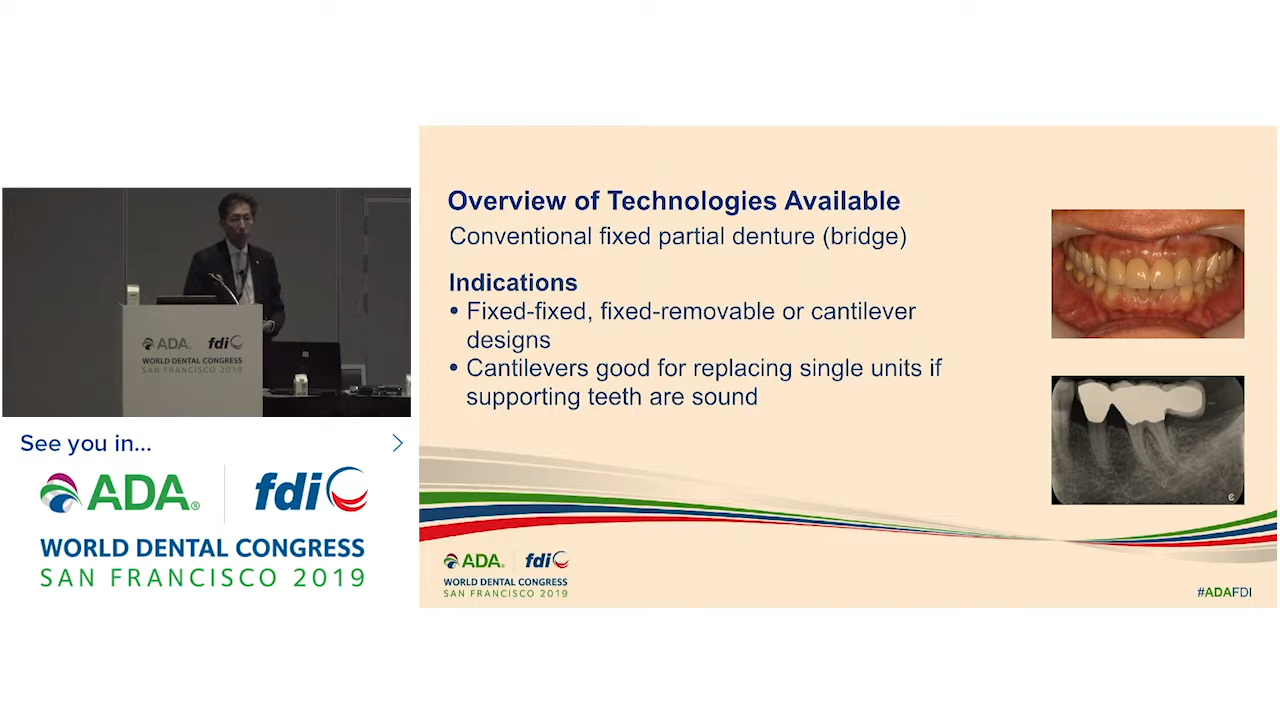 ADA. fdi
WORLD DENTAL CONGRESS
SAN FRANCISCO 2019
See you in...
ADA® fdi
WORLD DENTAL CONGRESS
SAN FRANCISCO 2019
Overview of Technologies Available
Conventional fixed partial denture (bridge)
Indications
• Fixed-fixed, fixed-removable or cantilever
designs
• Cantilevers good for replacing single units if
supporting teeth are sound
ADA. fdi
WORLD DENTAL CONGRESS
SAN FRANCISCO 2019
#ADAFDI